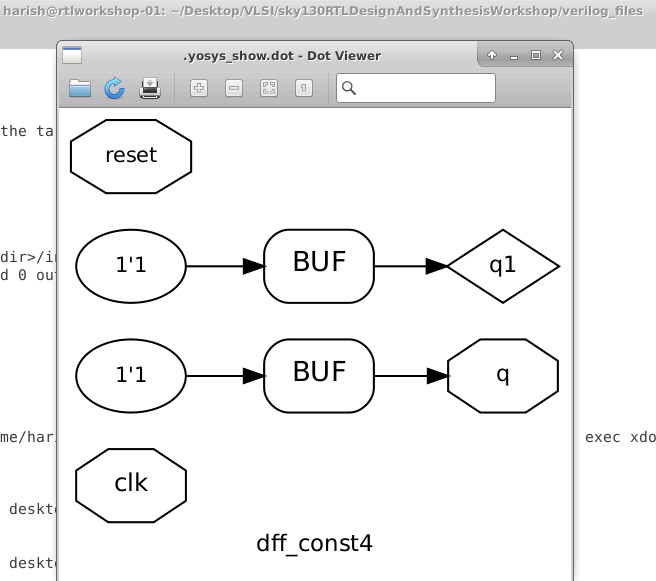 harish@rtlworkshop-01: ~/Desktop/VLSI/sky130RTLDesignAndSynthesisWorkshop/verilog_files
.yosys_show.dot - Dot Viewer
the ta
reset
dir>/i
1'1 BUF q1
d 0 ou
1'1 BUF q
me/har
exec xdo
clk
deskt
dff_const4
deskt